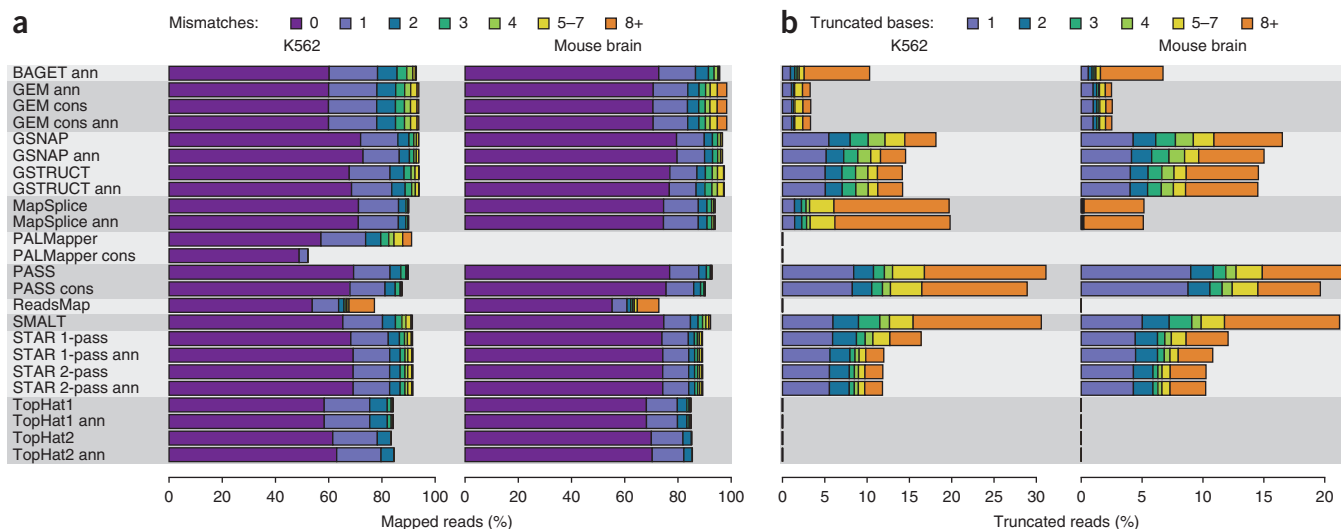 a Mismatches: 0 1 2 3 4 5–7 8+
b Truncated bases: 1 2 3 4 5–7 8+
K562 Mouse brain K562 Mouse brain
BAGET ann
GEM ann
GEM cons
GEM cons ann
GSNAP
GSNAP ann
GSTRUCT
GSTRUCT ann
MapSplice
MapSplice ann
PALMapper
PALMapper cons
PASS
PASS cons
ReadsMap
SMALT
STAR 1-pass
STAR 1-pass ann
STAR 2-pass
STAR 2-pass ann
TopHat1
TopHat1 ann
TopHat2
TopHat2 ann
0 20 40 60 80 100 0 20 40 60 80 100 0 5 10 15 20 25 30 0 5 10 15 20
Mapped reads (%) Truncated reads (%)